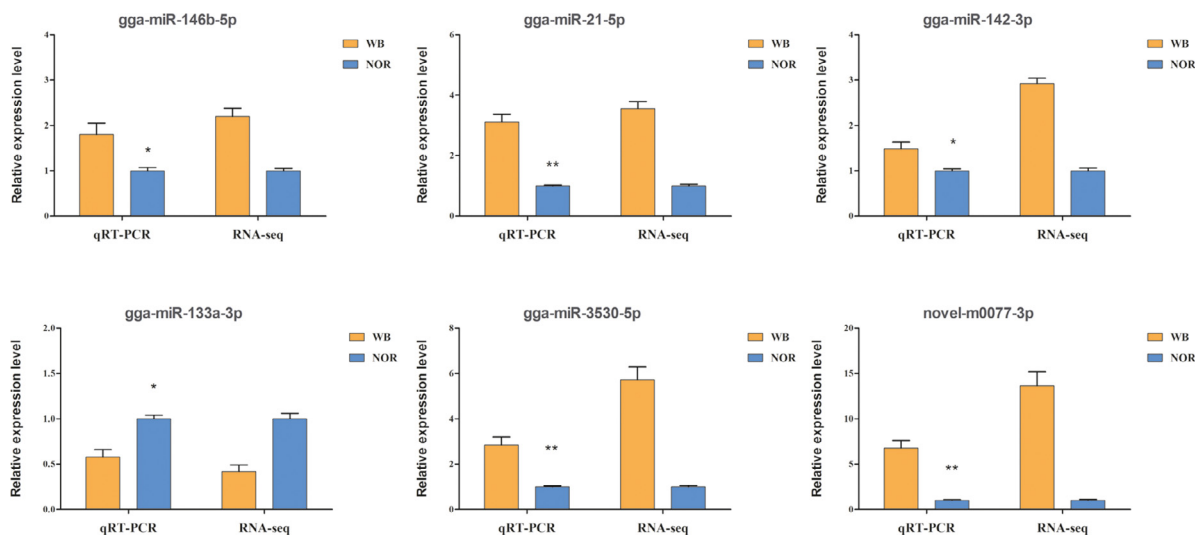 gga-miR-146b-5p
Relative expression level
4
3
2
1
0
*
qRT-PCR
RNA-seq
WB
NOR
gga-miR-21-5p
Relative expression level
6
4
2
0
**
qRT-PCR
RNA-seq
WB
NOR
gga-miR-142-3p
Relative expression level
4
3
2
1
0
*
qRT-PCR
RNA-seq
WB
NOR
gga-miR-133a-3p
Relative expression level
2.0
1.5
1.0
0.5
0.0
*
qRT-PCR
RNA-seq
WB
NOR
gga-miR-3530-5p
Relative expression level
8
6
4
2
0
**
qRT-PCR
RNA-seq
WB
NOR
novel-m0077-3p
Relative expression level
20
15
10
5
0
**
qRT-PCR
RNA-seq
WB
NOR